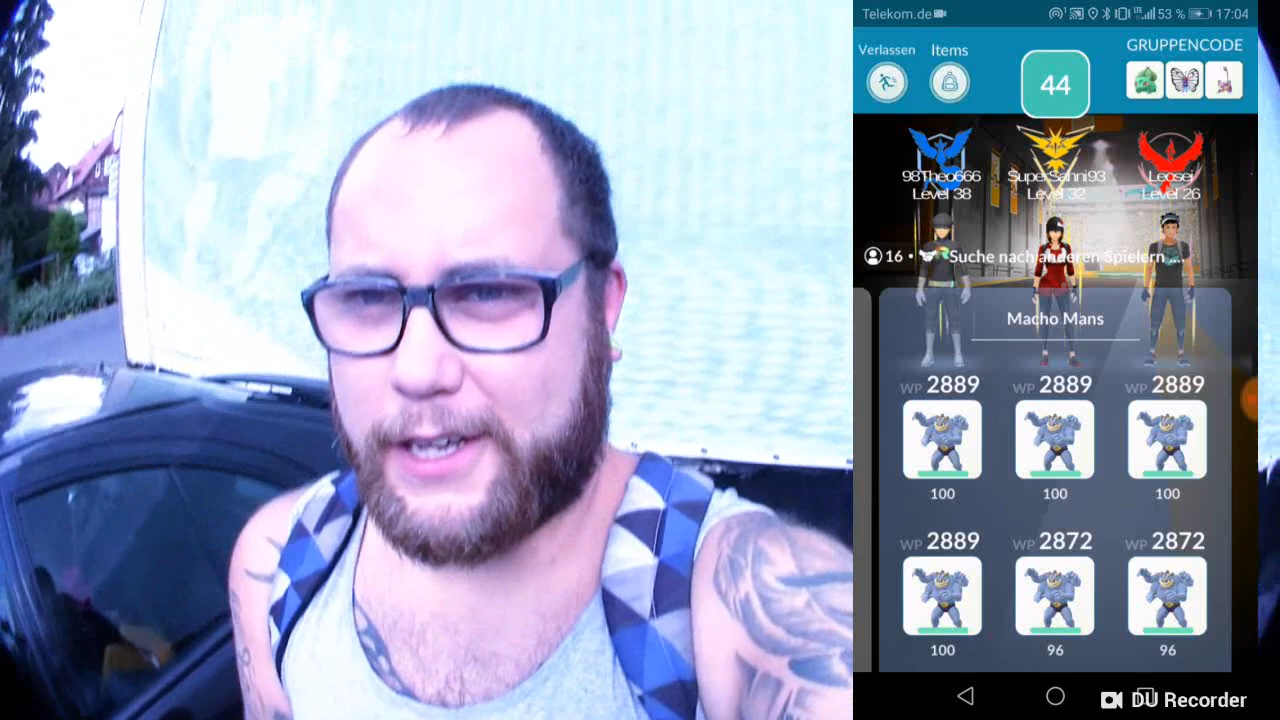 Telekom.de
53 %
17:04
Verlassen
Items
44
GRUPPENCODE
98Theo666
Level 38
SuperSanni93
Level 32
Leosej
Level 26
16 • Suche nach anderen Spielern ....
Macho Mans
WP 2889
WP 2889
WP 2889
100
100
100
WP 2889
WP 2872
WP 2872
100
96
96
DU Recorder